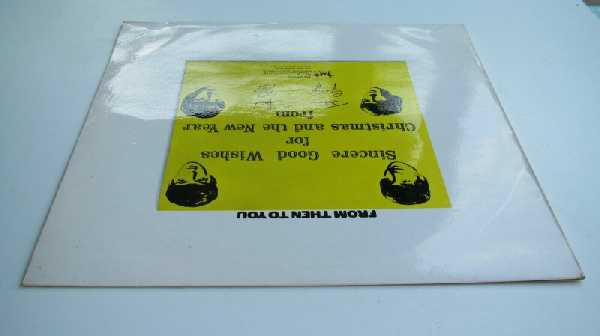 FROM THEN TO YOU
Sincere Good Wishes
for
Christmas and the New Year
from